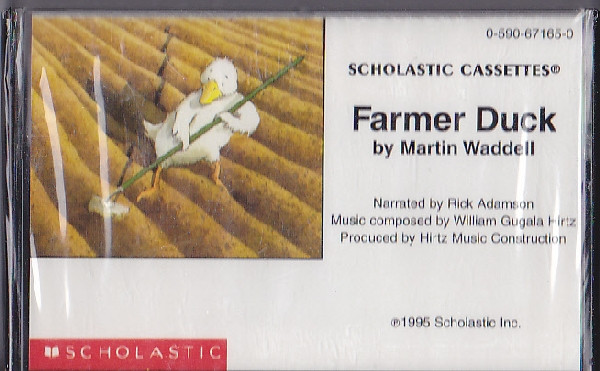 0-590-67165-0
SCHOLASTIC CASSETTES®
Farmer Duck
by Martin Waddell
Narrated by Rick Adamson
Music composed by William Gugala Hirtz
Produced by Hirtz Music Construction
℗1995 Scholastic Inc.
SCHOLASTIC